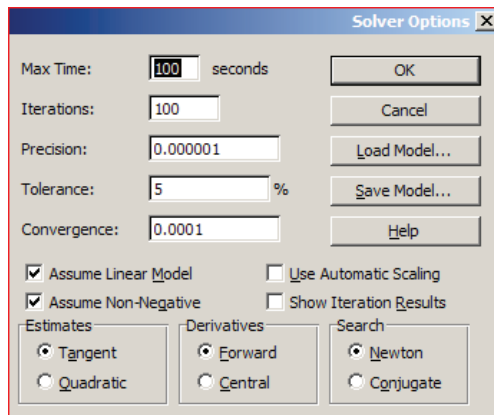 Solver Options
Max Time: 100 seconds
OK
Iterations: 100
Cancel
Precision: 0.000001
Load Model...
Tolerance: 5 %
Save Model...
Convergence: 0.0001
Help
Assume Linear Model
Use Automatic Scaling
Assume Non-Negative
Show Iteration Results
Estimates
Derivatives
Search
Tangent
Forward
Newton
Quadratic
Central
Conjugate